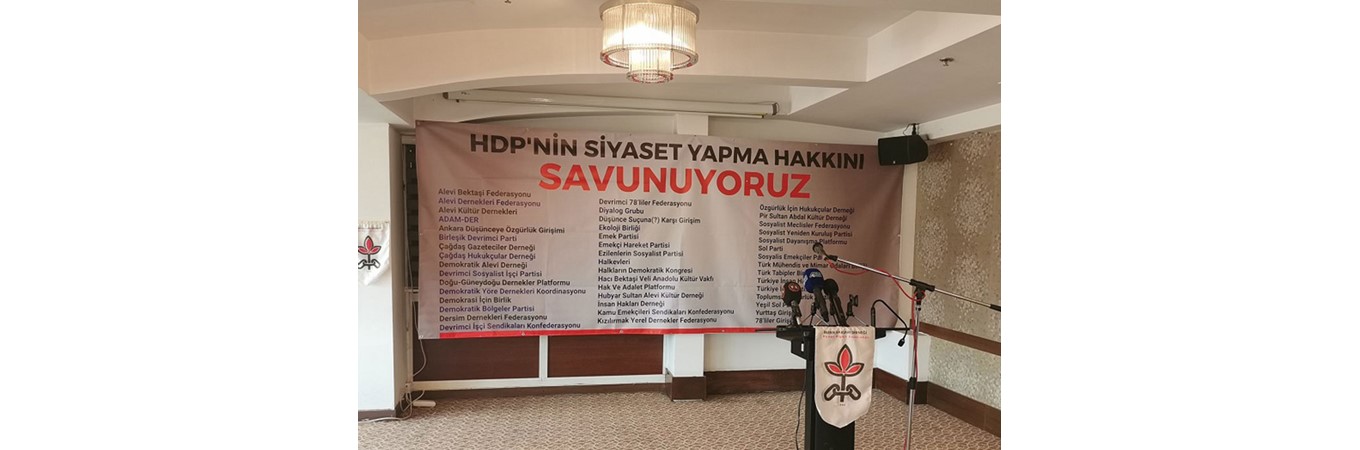 HDP'NİN SİYASET YAPMA HAKKINI
SAVUNUYORUZ
Alevi Bektaşi Federasyonu
Alevi Dernekleri Federasyonu
Alevi Kültür Dernekleri
ADAM-DER
Ankara Düşünceye Özgürlük Girişimi
Birleşik Devrimci Parti
Çağdaş Gazeteciler Derneği
Çağdaş Hukukçular Derneği
Demokratik Alevi Derneği
Devrimci Sosyalist İşçi Partisi
Doğu-Güneydoğu Dernekler Platformu
Demokratik Yöre Dernekleri Koordinasyonu
Demokrasi İçin Birlik
Demokratik Bölgeler Partisi
Dersim Dernekleri Federasyonu
Devrimci İşçi Sendikaları Konfederasyonu
Devrimci 78'liler Federasyonu
Diyalog Grubu
Düşünce Suçuna(?) Karşı Girişim
Ekoloji Birliği
Emek Partisi
Emekçi Hareket Partisi
Ezilenlerin Sosyalist Partisi
Halkevleri
Halkların Demokratik Kongresi
Hacı Bektaşi Veli Anadolu Kültür Vakfı
Hak Ve Adalet Platformu
Hubyar Sultan Alevi Kültür Derneği
İnsan Hakları Derneği
Kamu Emekçileri Sendikaları Konfederasyonu
Kızılırmak Yerel Dernekler Federasyonu
Özgürlük İçin Hukukçular Derneği
Pir Sultan Abdal Kültür Derneği
Sosyalist Meclisler Federasyonu
Sosyalist Yeniden Kuruluş Partisi
Sosyalist Dayanışma Platformu
Sol Parti
Sosyalist Emekçiler
Türk Mühendis ve Mimar Odaları
Türk Tabipler
Türkiye İnsan
Türkiye
Yeşil Sol
Yurttaş
78'liler